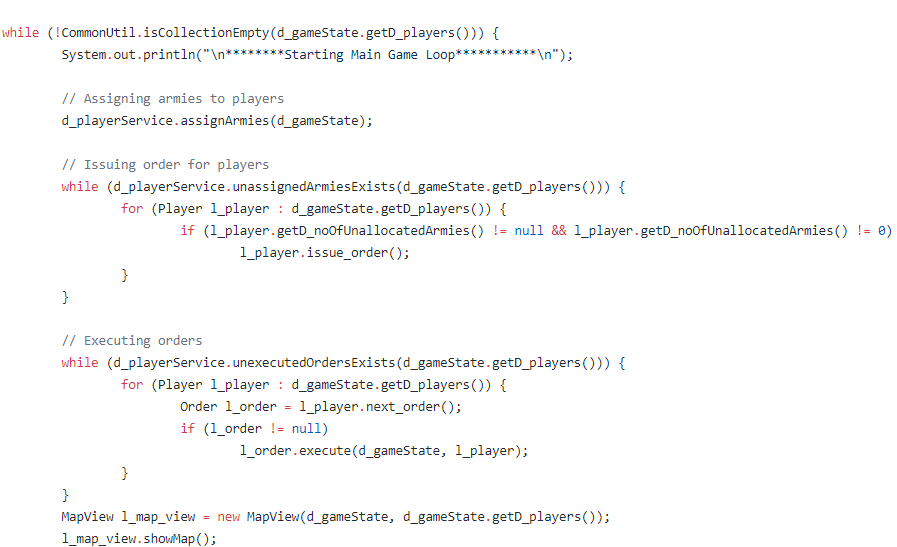 while (!CommonUtil.isCollectionEmpty(d_gameState.getD_players())) {
System.out.println("\n********Starting Main Game Loop***********\n");
// Assigning armies to players
d_playerService.assignArmies(d_gameState);
// Issuing order for players
while (d_playerService.unassignedArmiesExists(d_gameState.getD_players())) {
for (Player l_player : d_gameState.getD_players()) {
if (l_player.getD_noOfUnallocatedArmies() != null && l_player.getD_noOfUnallocatedArmies() != 0)
l_player.issue_order();
}
}
// Executing orders
while (d_playerService.unexecutedOrdersExists(d_gameState.getD_players())) {
for (Player l_player : d_gameState.getD_players()) {
Order l_order = l_player.next_order();
if (l_order != null)
l_order.execute(d_gameState, l_player);
}
}
MapView l_map_view = new MapView(d_gameState, d_gameState.getD_players());
l_map_view.showMap();